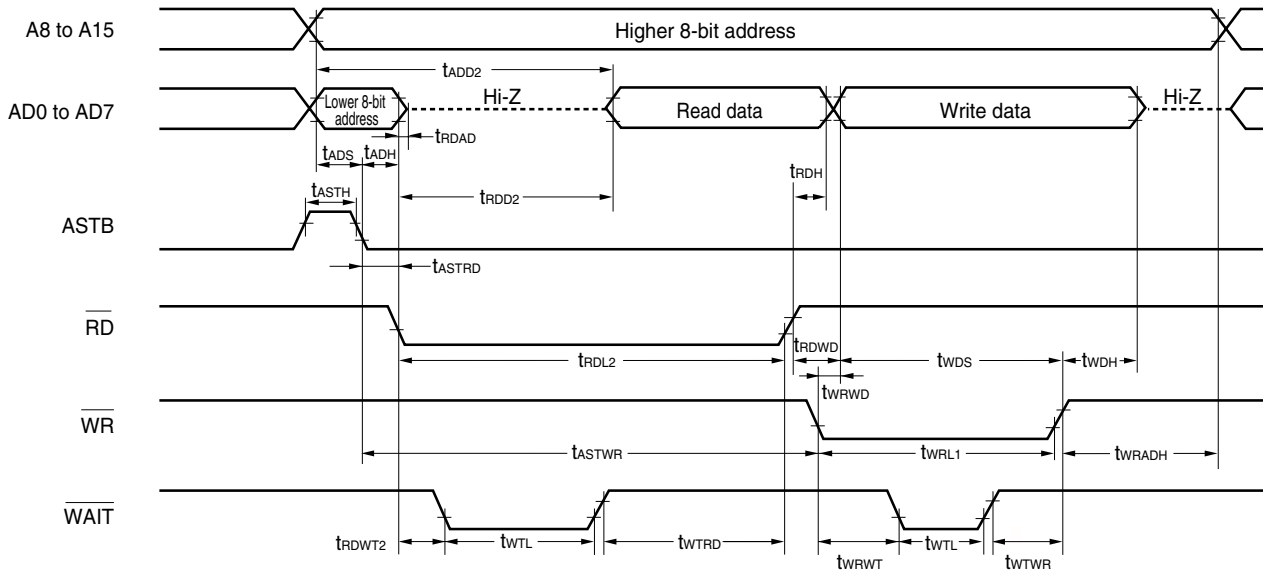 A8 to A15
Higher 8-bit address
tADD2
AD0 to AD7
Lower 8-bit
address
Hi-Z
Read data
Write data
Hi-Z
tRDAD
tADS
tADH
tRDH
tASTH
tRDD2
ASTB
tASTRD
RD
tRDL2
tRDWD
tWDS
tWDH
tWRWD
WR
tASTWR
tWRL1
tWRADH
WAIT
tRDWT2
tWTL
tWTRD
tWRWT
tWTL
tWTWR